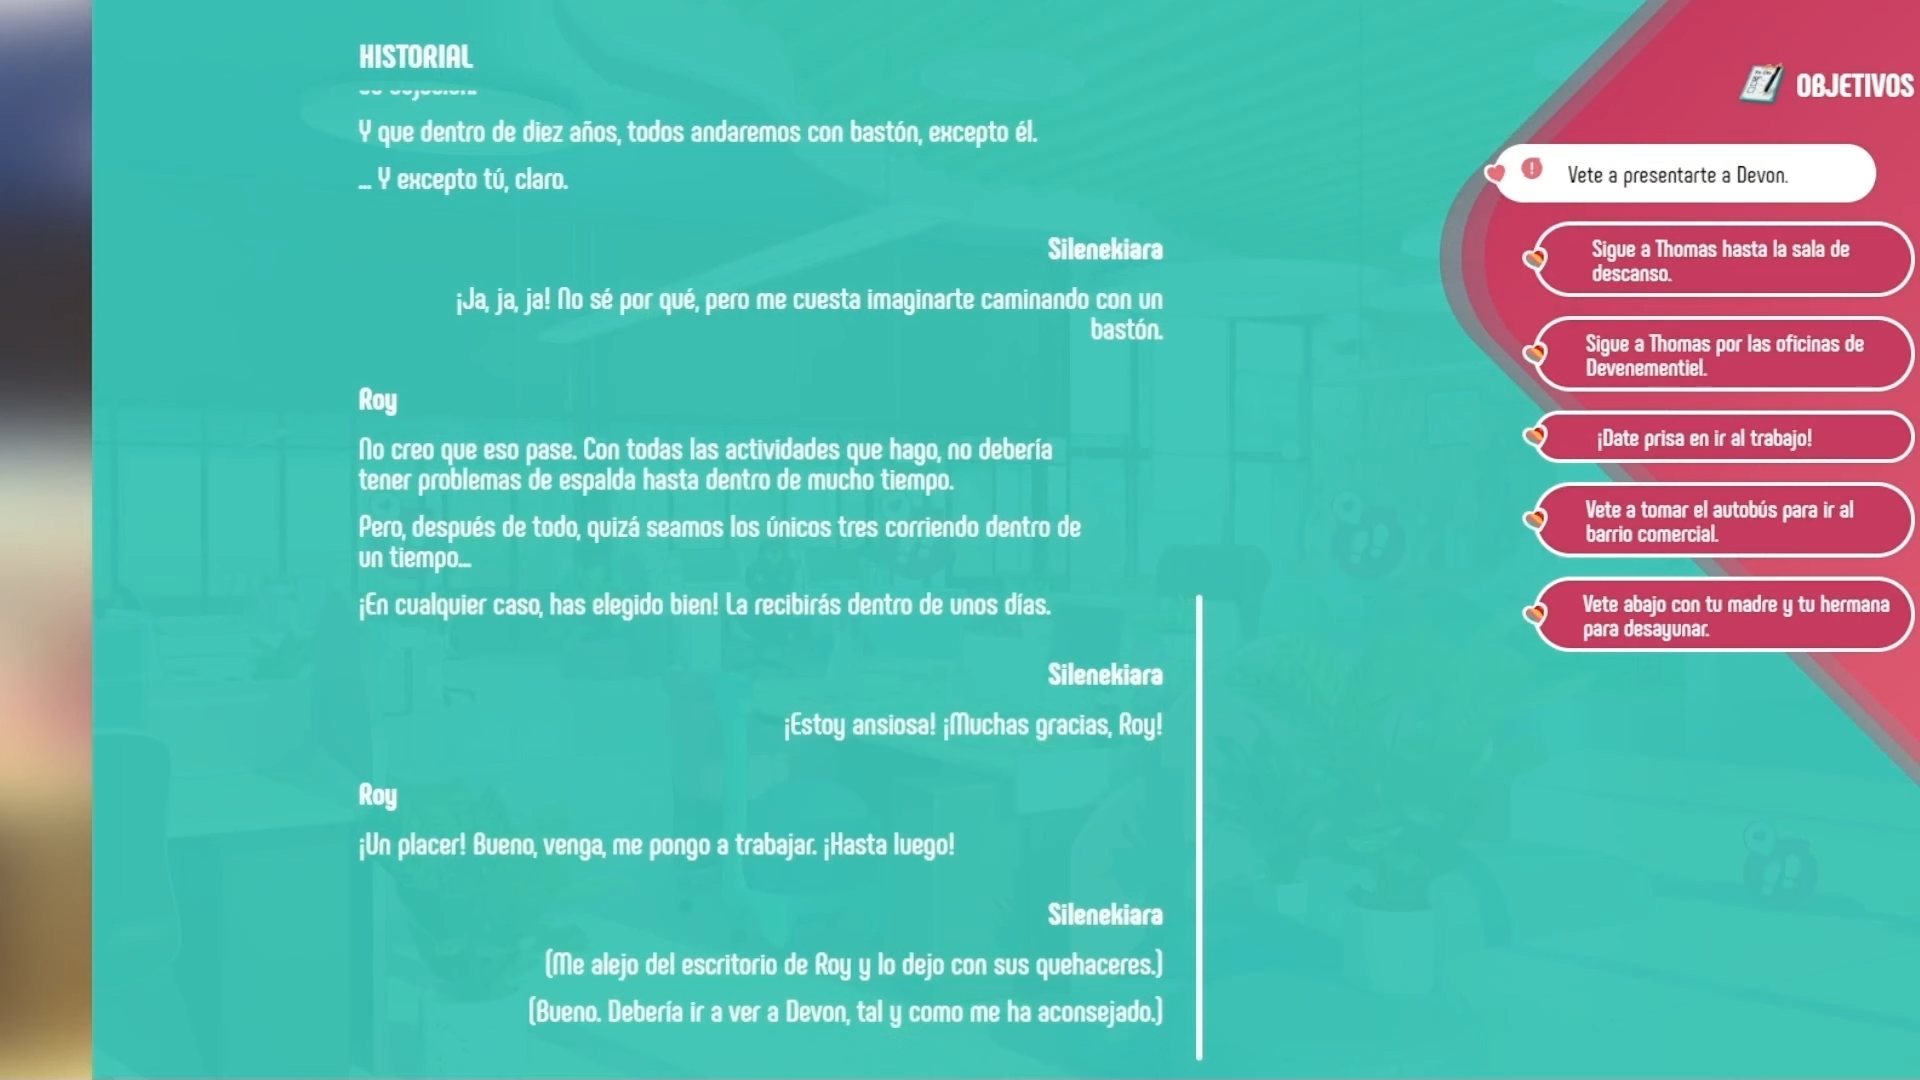 HISTORIAL
Y que dentro de diez años, todos andaremos con bastón, excepto él.
... Y excepto tú, claro.
Silenekiara
¡Ja, ja, ja! No sé por qué, pero me cuesta imaginarte caminando con un
bastón.
Roy
No creo que eso pase. Con todas las actividades que hago, no debería
tener problemas de espalda hasta dentro de mucho tiempo.
Pero, después de todo, quizá seamos los únicos tres corriendo dentro de
un tiempo...
¡En cualquier caso, has elegido bien! La recibirás dentro de unos días.
Silenekiara
¡Estoy ansiosa! ¡Muchas gracias, Roy!
Roy
¡Un placer! Bueno, venga, me pongo a trabajar. ¡Hasta luego!
Silenekiara
(Me alejo del escritorio de Roy y lo dejo con sus quehaceres.)
(Bueno. Debería ir a ver a Devon, tal y como me ha aconsejado.)
OBJETIVOS
Vete a presentarte a Devon.
Sigue a Thomas hasta la sala de
descanso.
Sigue a Thomas por las oficinas de
Devenementiel.
¡Date prisa en ir al trabajo!
Vete a tomar el autobús para ir al
barrio comercial.
Vete abajo con tu madre y tu hermana
para desayunar.